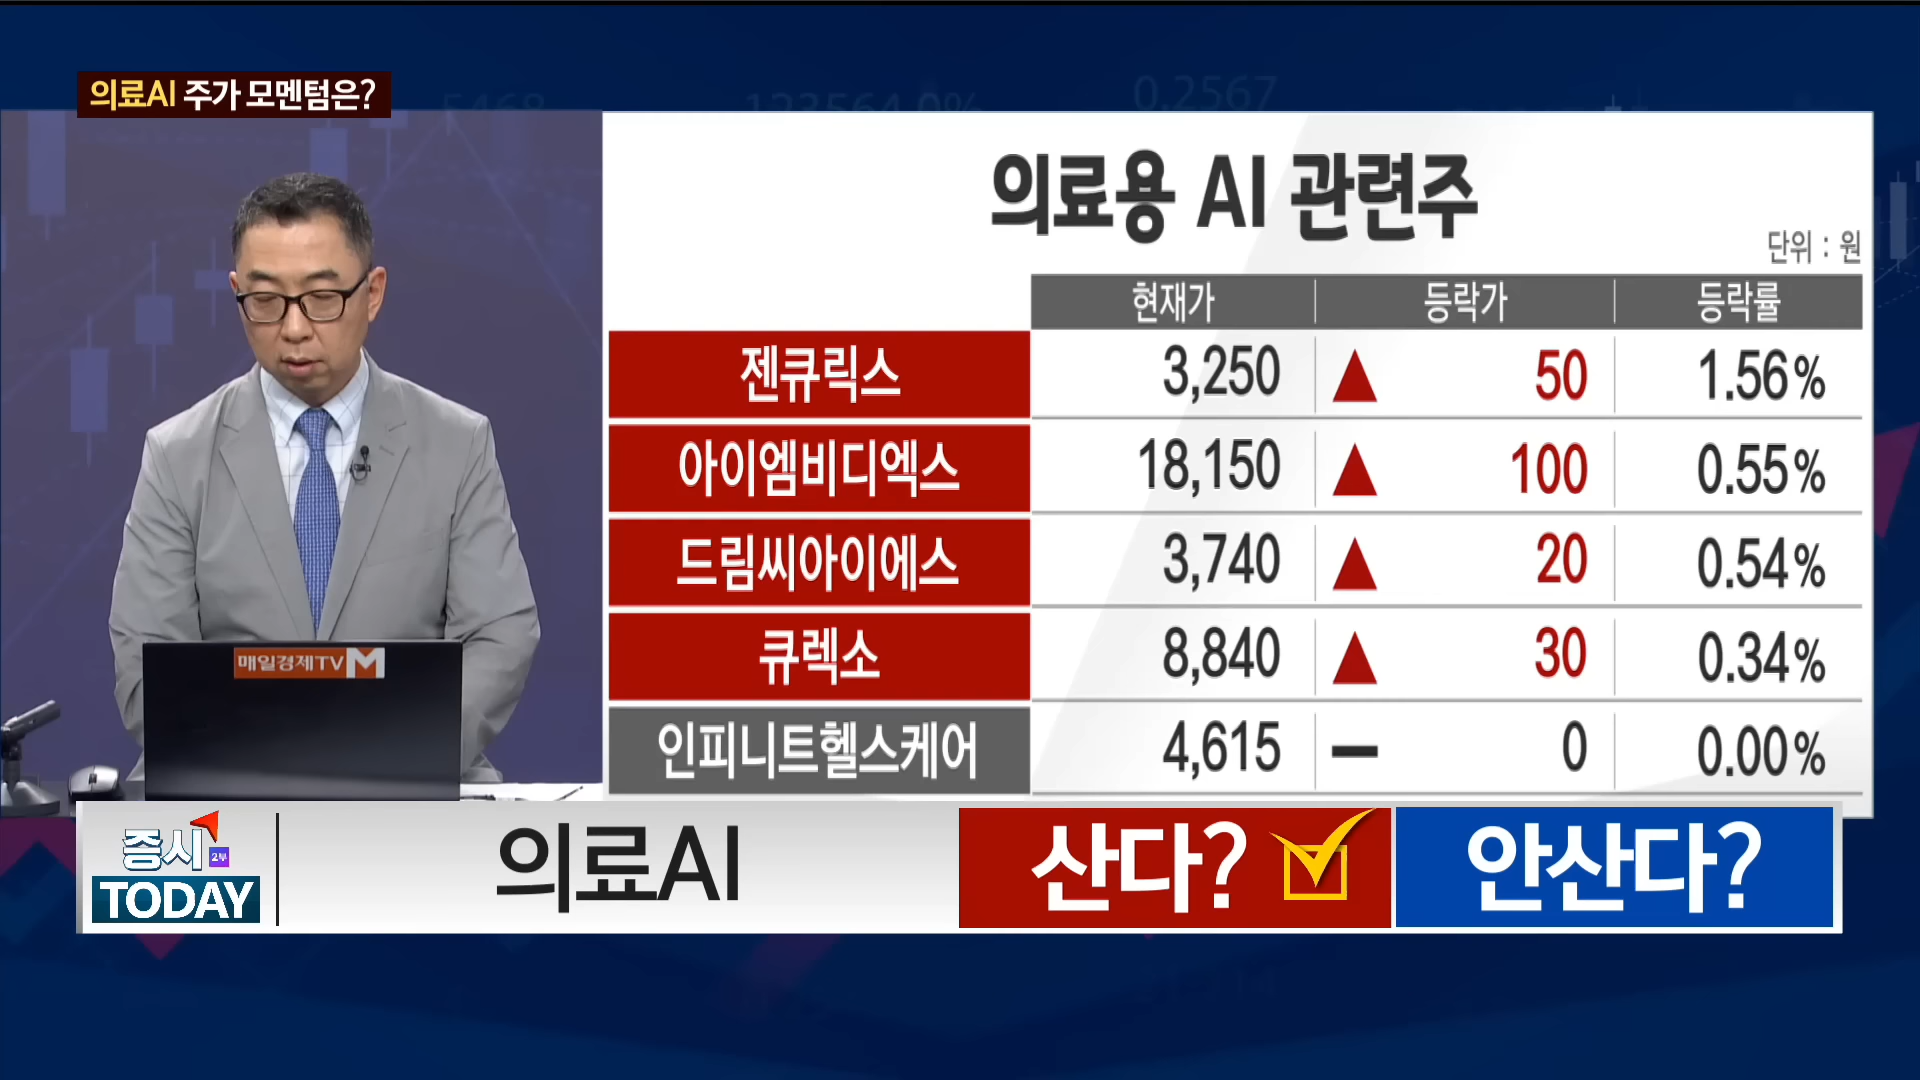 의료AI 주가 모멘텀은?
의료용 AI 관련주
단위 : 원
현재가 등락가 등락률
젠큐릭스 3,250 ▲ 50 1.56%
아이엠비디엑스 18,150 ▲ 100 0.55%
드림씨아이에스 3,740 ▲ 20 0.54%
큐렉소 8,840 ▲ 30 0.34%
인피니트헬스케어 4,615 – 0 0.00%
매일경제TV M
증시 2부
TODAY
의료AI 산다? 안산다?